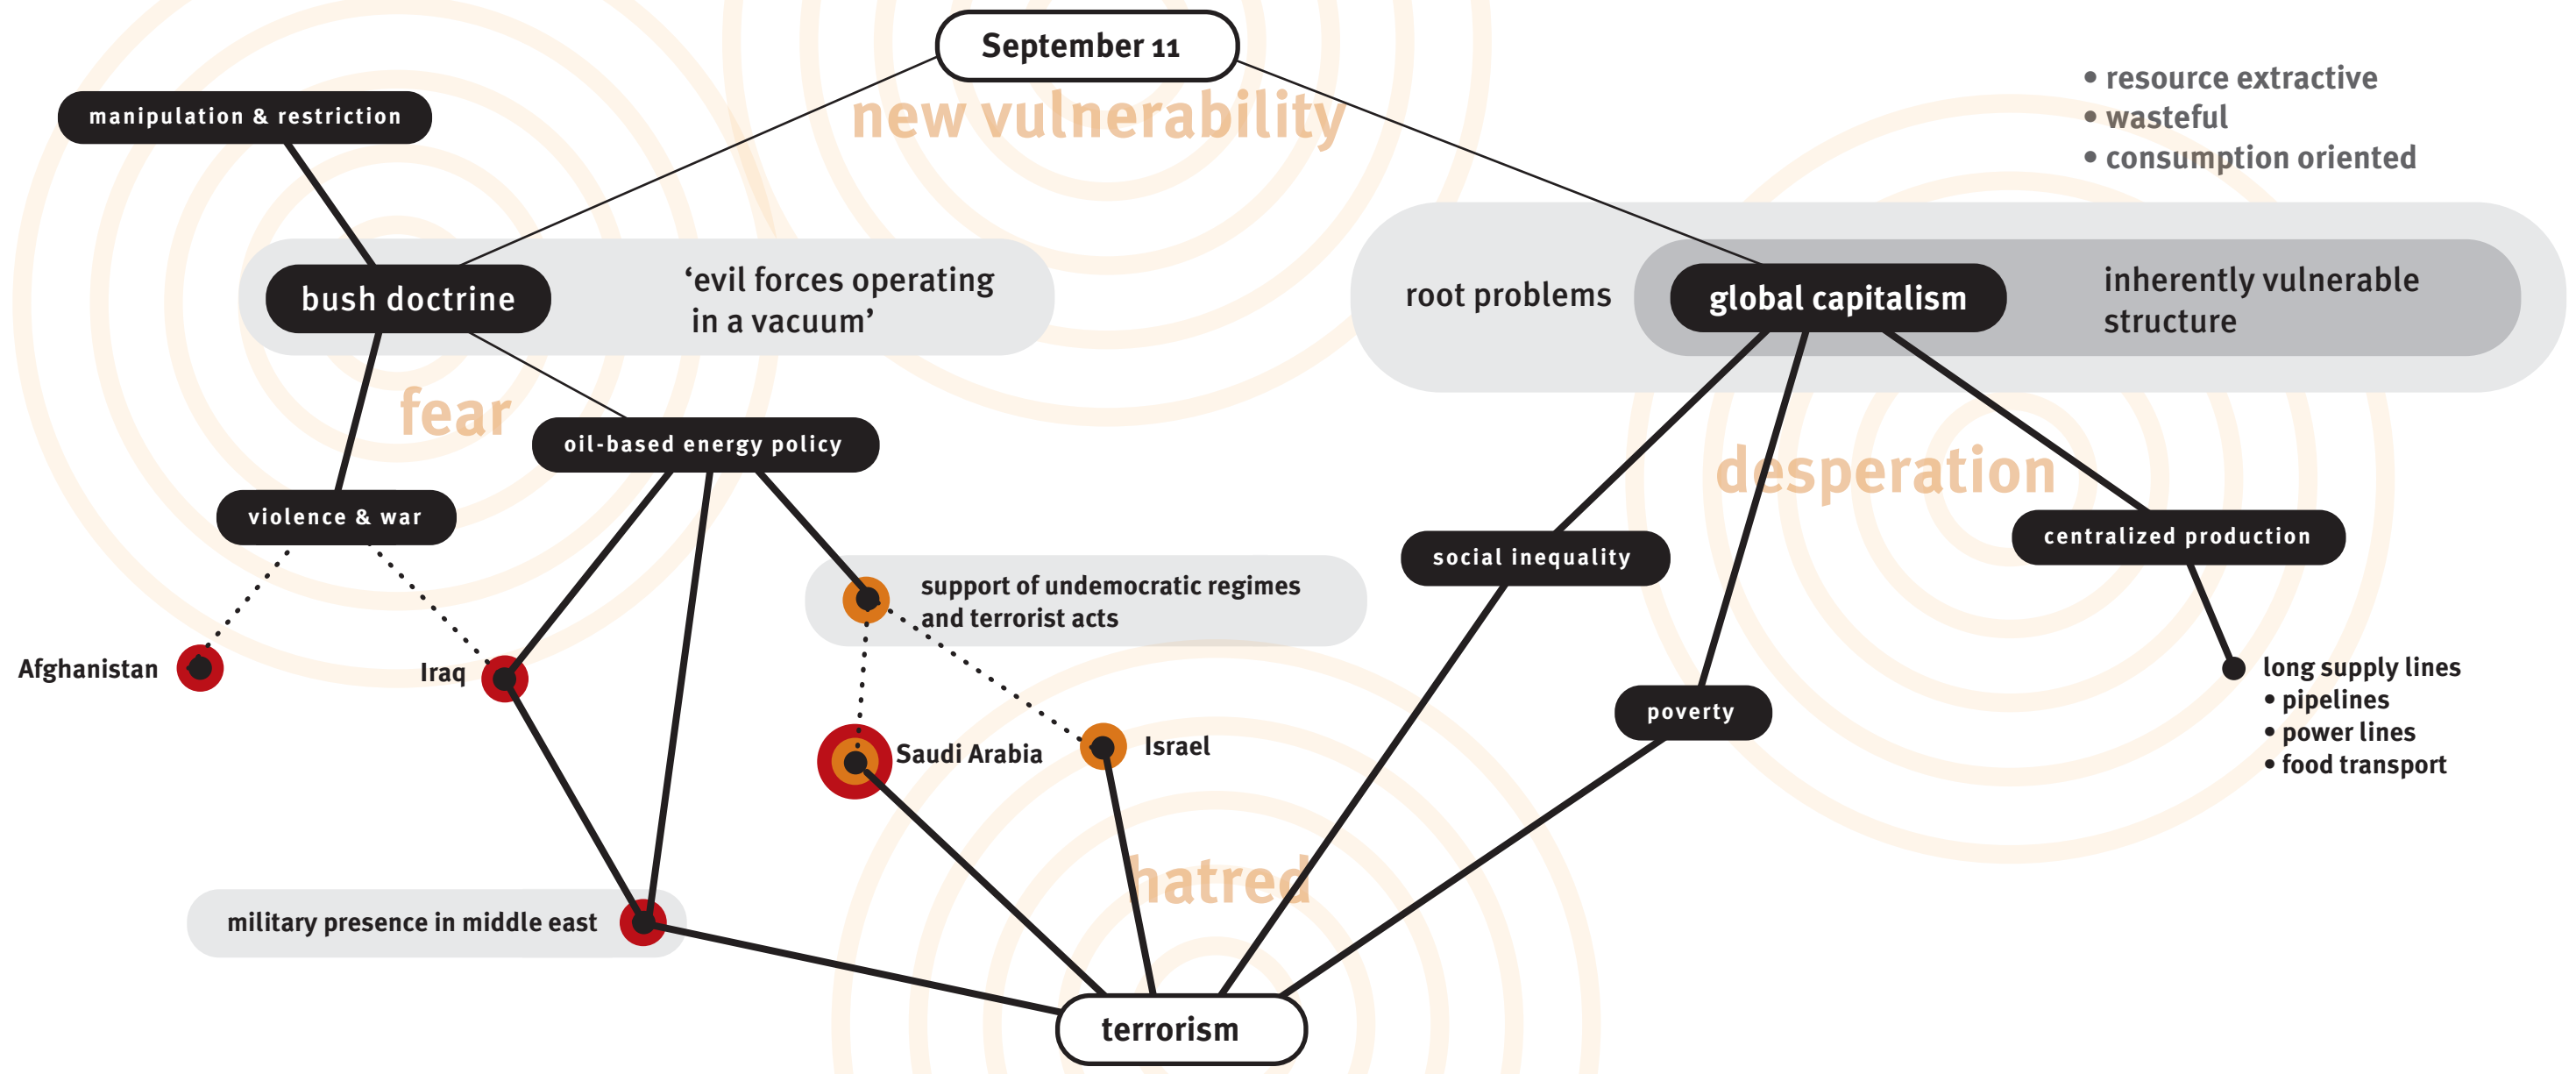 September 11
new vulnerability
manipulation & restriction
• resource extractive
• wasteful
• consumption oriented
bush doctrine
‘evil forces operating
in a vacuum’
root problems
global capitalism
inherently vulnerable
structure
fear
oil-based energy policy
desperation
violence & war
social inequality
centralized production
support of undemocratic regimes
and terrorist acts
Afghanistan
Iraq
long supply lines
• pipelines
• power lines
• food transport
poverty
Saudi Arabia
Israel
hatred
military presence in middle east
terrorism